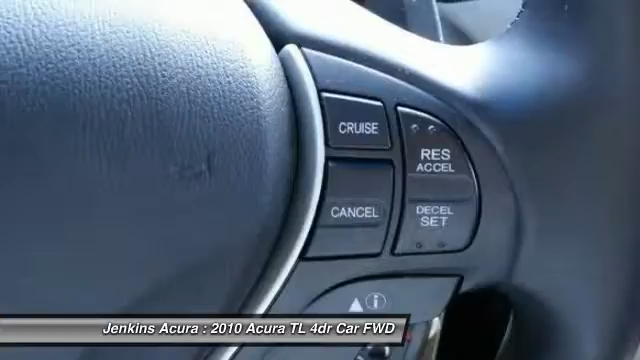 CRUISE
RES
ACCEL
CANCEL
DECEL
SET
i
Jenkins Acura : 2010 Acura TL 4dr Car FWD